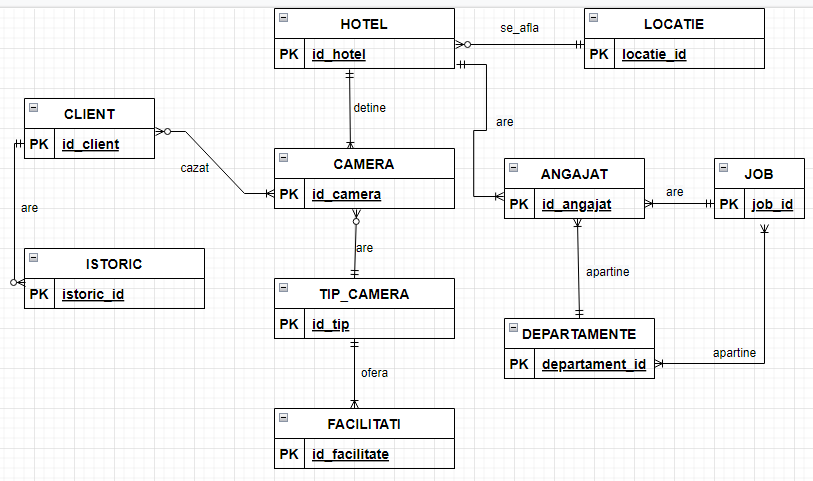 HOTEL
PK id_hotel
se_afla
LOCATIE
PK locatie_id
detine
are
CLIENT
PK id_client
cazat
CAMERA
PK id_camera
ANGAJAT
PK id_angajat
are
JOB
PK job_id
are
are
ISTORIC
PK istoric_id
TIP_CAMERA
PK id_tip
apartine
DEPARTAMENTE
PK departament_id
apartine
ofera
FACILITATI
PK id_facilitate